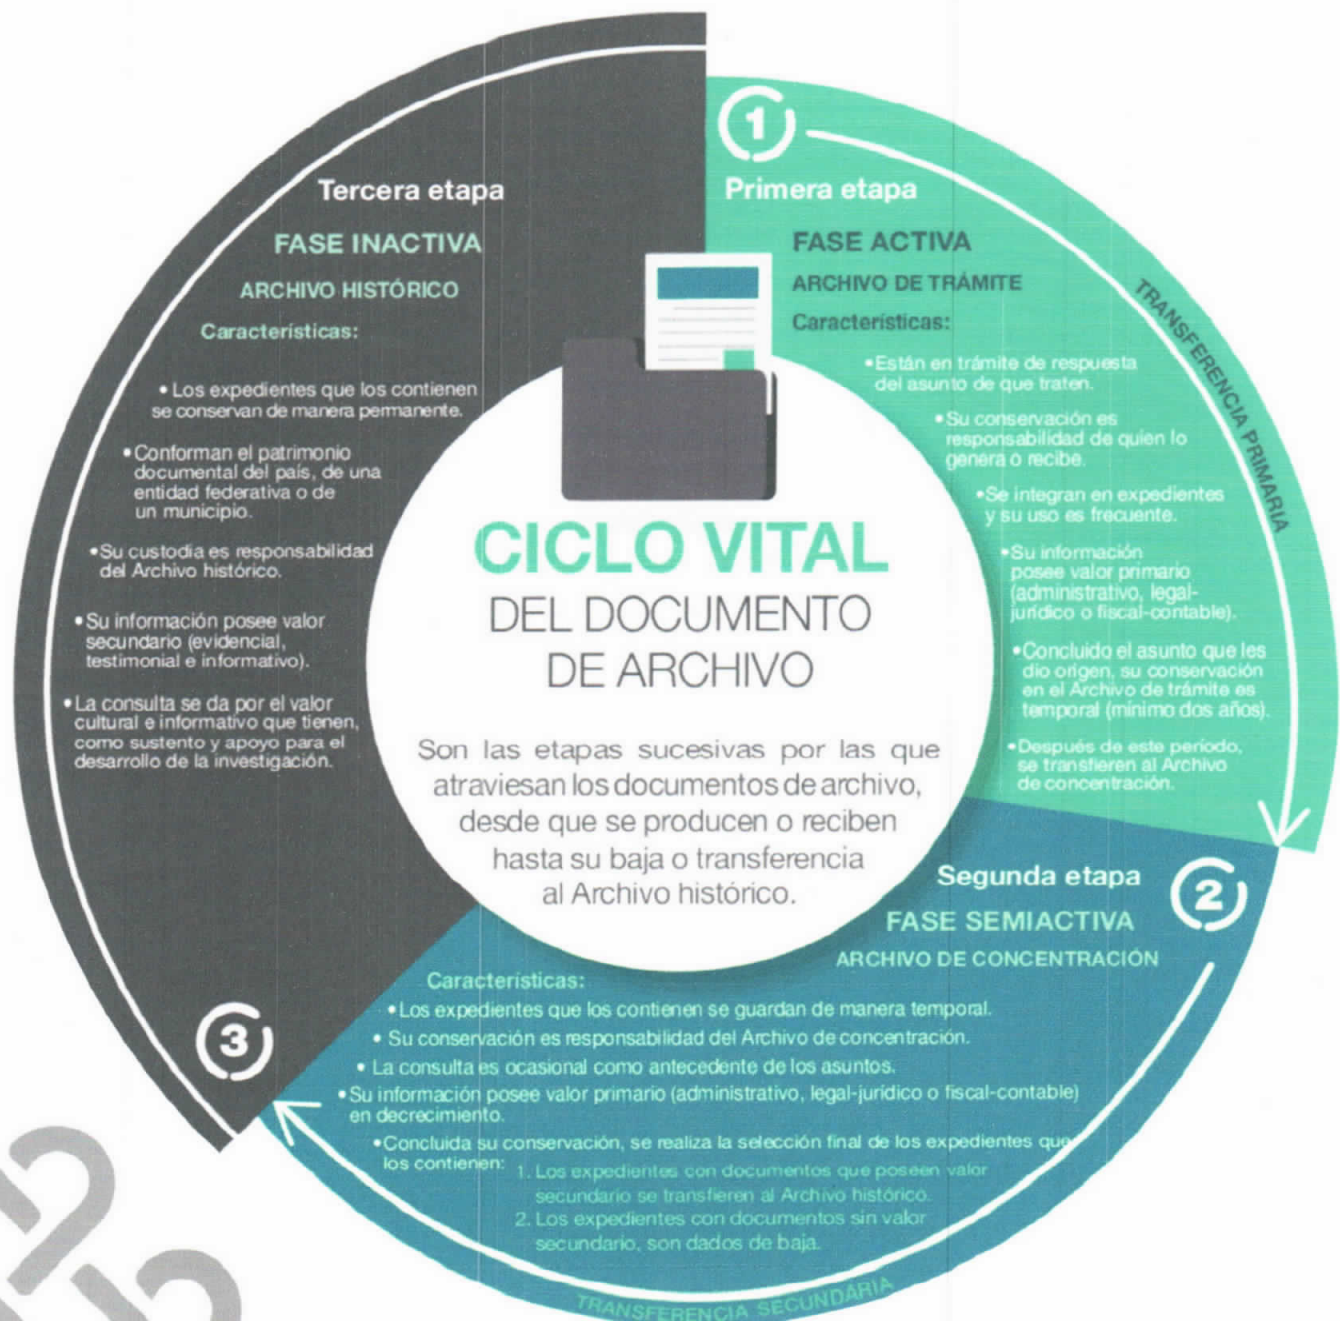 CICLO VITAL
DEL DOCUMENTO
DE ARCHIVO
Son las etapas sucesivas por las que
atraviesan los documentos de archivo,
desde que se producen o reciben
hasta su baja o transferencia
al Archivo histórico.
1
Primera etapa
FASE ACTIVA
ARCHIVO DE TRÁMITE
Características:
•Están en trámite de respuesta
del asunto de que traten.
•Su conservación es
responsabilidad de quien lo
genera o recibe.
•Se integran en expedientes
y su uso es frecuente.
•Su información
posee valor primario
(administrativo, legal-
jurídico o fiscal-contable).
•Concluido el asunto que les
dio origen, su conservación
en el Archivo de trámite es
temporal (mínimo dos años).
•Después de este periodo,
se transfieren al Archivo
de concentración.
TRANSFERENCIA PRIMARIA
2
Segunda etapa
FASE SEMIACTIVA
ARCHIVO DE CONCENTRACIÓN
Características:
•Los expedientes que los contienen se guardan de manera temporal.
• Su conservación es responsabilidad del Archivo de concentración.
• La consulta es ocasional como antecedente de los asuntos.
•Su información posee valor primario (administrativo, legal-jurídico o fiscal-contable)
en decrecimiento.
•Concluida su conservación, se realiza la selección final de los expedientes que
los contienen:
1. Los expedientes con documentos que poseen valor
secundario se transfieren al Archivo histórico.
2. Los expedientes con documentos sin valor
secundario, son dados de baja.
TRANSFERENCIA SECUNDARIA
3
Tercera etapa
FASE INACTIVA
ARCHIVO HISTÓRICO
Características:
• Los expedientes que los contienen
se conservan de manera permanente.
•Conforman el patrimonio
documental del país, de una
entidad federativa o de
un municipio.
•Su custodia es responsabilidad
del Archivo histórico.
•Su información posee valor
secundario (evidencial,
testimonial e informativo).
•La consulta se da por el valor
cultural e informativo que tienen,
como sustento y apoyo para el
desarrollo de la investigación.